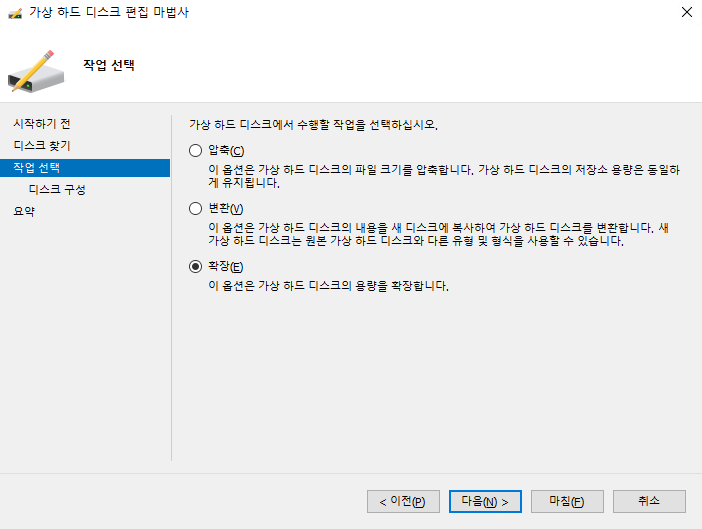 가상 하드 디스크 편집 마법사
작업 선택
시작하기 전
디스크 찾기
작업 선택
디스크 구성
요약
가상 하드 디스크에서 수행할 작업을 선택하십시오.
압축(C)
이 옵션은 가상 하드 디스크의 파일 크기를 압축합니다. 가상 하드 디스크의 저장소 용량은 동일하
게 유지됩니다.
변환(V)
이 옵션은 가상 하드 디스크의 내용을 새 디스크에 복사하여 가상 하드 디스크를 변환합니다. 새
가상 하드 디스크는 원본 가상 하드 디스크와 다른 유형 및 형식을 사용할 수 있습니다.
확장(E)
이 옵션은 가상 하드 디스크의 용량을 확장합니다.
< 이전(P) 다음(N) > 마침(F) 취소